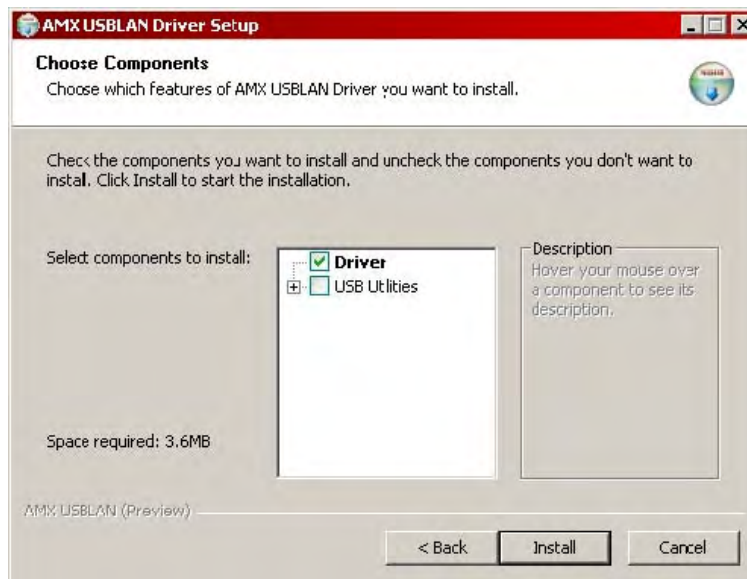 AMX USBLAN Driver Setup
Choose Components
Choose which features of AMX USBLAN Driver you want to install.
Check the components you want to install and uncheck the components you don't want to
install. Click Install to start the installation.
Select components to install:
Driver
USB Utilities
Description
Hover your mouse over
a component to see its
description.
Space required: 3.6MB
AMX USBLAN (Preview)
< Back
Install
Cancel